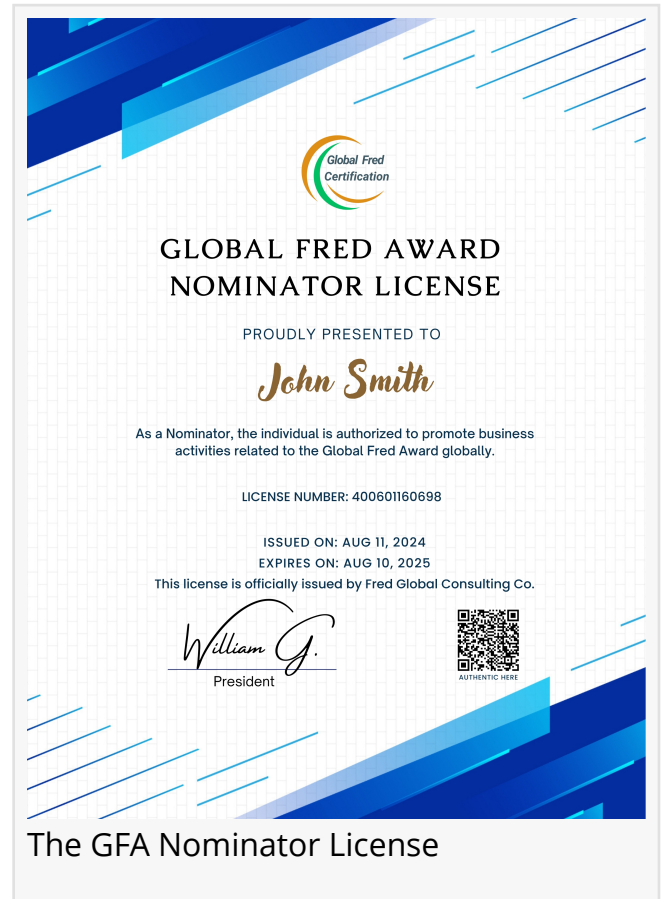 Global Fred
Certification
GLOBAL FRED AWARD
NOMINATOR LICENSE
PROUDLY PRESENTED TO
John Smith
As a Nominator, the individual is authorized to promote business
activities related to the Global Fred Award globally.
LICENSE NUMBER: 400601160698
ISSUED ON: AUG 11, 2024
EXPIRES ON: AUG 10, 2025
This license is officially issued by Fred Global Consulting Co.
William G.
President
AUTHENTIC HERE
The GFA Nominator License